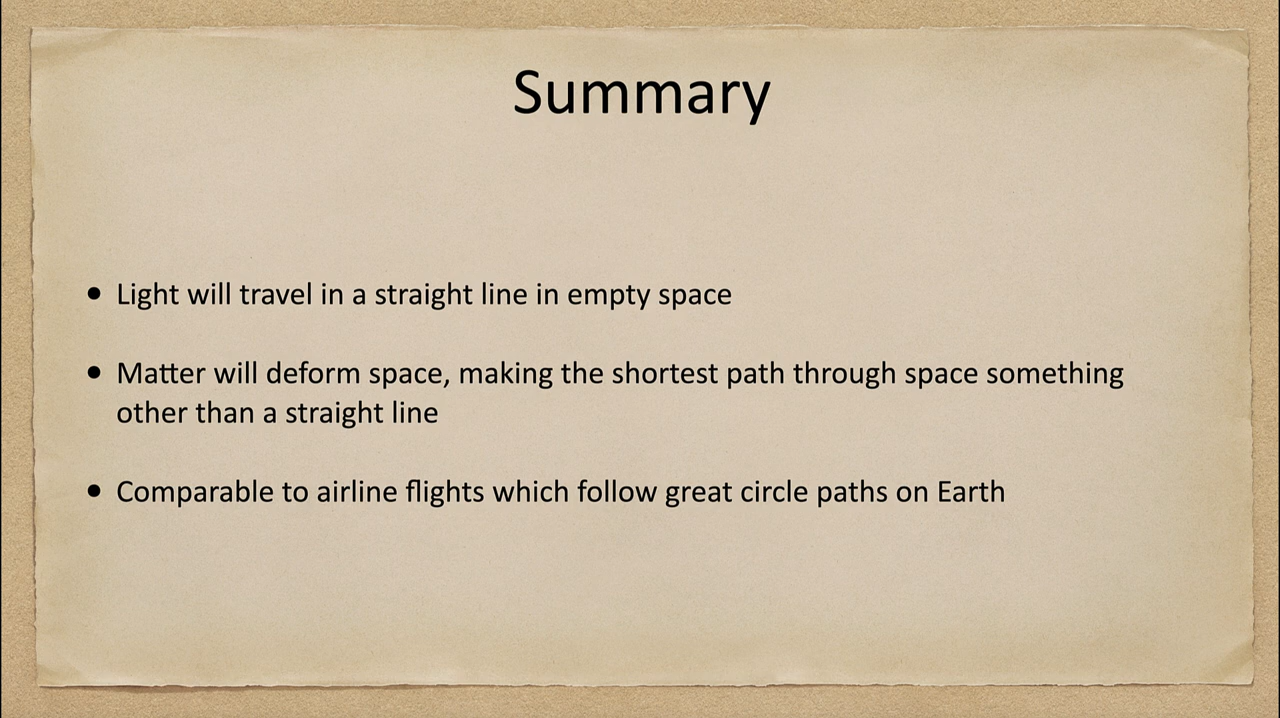 Summary
• Light will travel in a straight line in empty space
• Matter will deform space, making the shortest path through space something
other than a straight line
• Comparable to airline flights which follow great circle paths on Earth